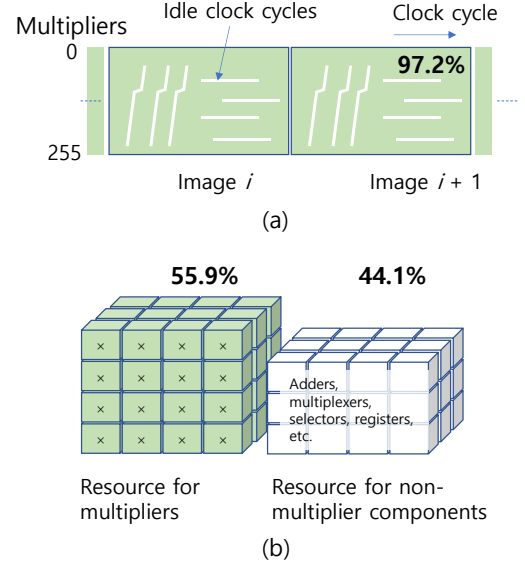 Idle clock cycles
Clock cycle
Multipliers
0
97.2%
255
Image i
Image i + 1
(a)
55.9%
44.1%
× × × ×
× × × ×
× × × ×
× × × ×
Adders,
multiplexers,
selectors, registers,
etc.
Resource for
multipliers
Resource for non-
multiplier components
(b)